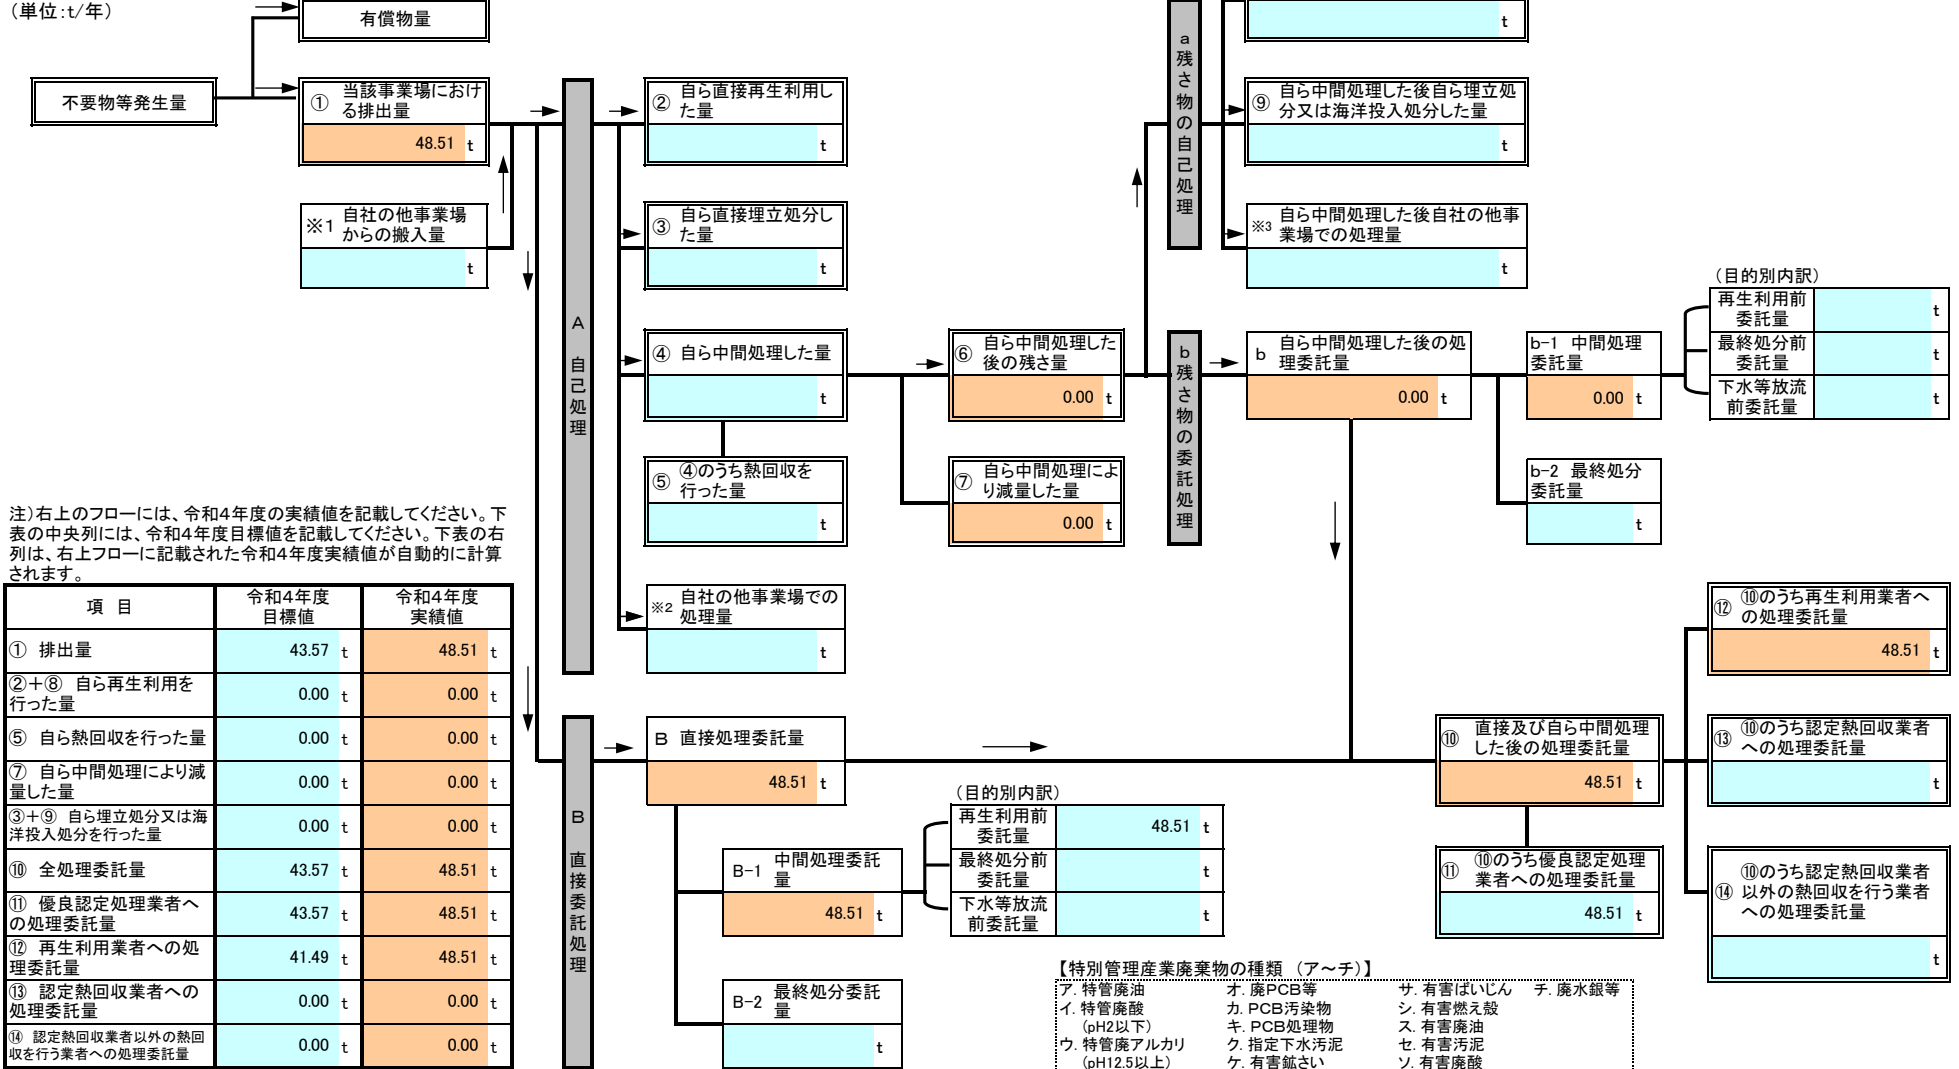 （単位：t/年）
有償物量
t
不要物等発生量
① 当該事業場におけ
る排出量
48.51 t
※1 自社の他事業場
からの搬入量
t
A 自己処理
② 自ら直接再生利用し
た量
t
③ 自ら直接埋立処分し
た量
t
④ 自ら中間処理した量
t
⑤ ④のうち熱回収を
行った量
t
※2 自社の他事業場での
処理量
t
⑥ 自ら中間処理した
後の残さ量
0.00 t
⑦ 自ら中間処理によ
り減量した量
0.00 t
a残さ物の自己処理
⑨ 自ら中間処理した後自ら埋立処
分又は海洋投入処分した量
t
※3 自ら中間処理した後自社の他事
業場での処理量
t
b残さ物の委託処理
b 自ら中間処理した後の処
理委託量
0.00 t
b-1 中間処理
委託量
0.00 t
b-2 最終処分
委託量
t
（目的別内訳）
再生利用前
委託量 t
最終処分前
委託量 t
下水等放流
前委託量 t
注）右上のフローには、令和4年度の実績値を記載してください。下
表の中央列には、令和4年度目標値を記載してください。下表の右
列は、右上フローに記載された令和4年度実績値が自動的に計算
されます。
項 目 令和4年度
目標値 令和4年度
実績値
① 排出量 43.57 t 48.51 t
②＋⑧ 自ら再生利用を
行った量 0.00 t 0.00 t
⑤ 自ら熱回収を行った量 0.00 t 0.00 t
⑦ 自ら中間処理により減
量した量 0.00 t 0.00 t
③＋⑨ 自ら埋立処分又は海
洋投入処分を行った量 0.00 t 0.00 t
⑩ 全処理委託量 43.57 t 48.51 t
⑪ 優良認定処理業者へ
の処理委託量 43.57 t 48.51 t
⑫ 再生利用業者への処
理委託量 41.49 t 48.51 t
⑬ 認定熱回収業者への
処理委託量 0.00 t 0.00 t
⑭ 認定熱回収業者以外の熱回
収を行う業者への処理委託量 0.00 t 0.00 t
B 直接委託処理
B 直接処理委託量
48.51 t
B-1 中間処理委託
量
48.51 t
B-2 最終処分委託
量
t
（目的別内訳）
再生利用前
委託量 48.51 t
最終処分前
委託量 t
下水等放流
前委託量 t
⑩ 直接及び自ら中間処理
した後の処理委託量
48.51 t
⑪ ⑩のうち優良認定処理
業者への処理委託量
48.51 t
⑫ ⑩のうち再生利用業者へ
の処理委託量
48.51 t
⑬ ⑩のうち認定熱回収業者
への処理委託量
t
⑭ ⑩のうち認定熱回収業者
以外の熱回収を行う業者
への処理委託量
t
【特別管理産業廃棄物の種類 （ア～チ）】
ア．特管廃油 オ．廃PCB等 サ．有害ばいじん チ．廃水銀等
イ．特管廃酸 カ．PCB汚染物 シ．有害燃え殻
（pH2以下） キ．PCB処理物 ス．有害廃油
ウ．特管廃アルカリ ク．指定下水汚泥 セ．有害汚泥
（pH12.5以上） ケ．有害鉱さい ソ．有害廃酸